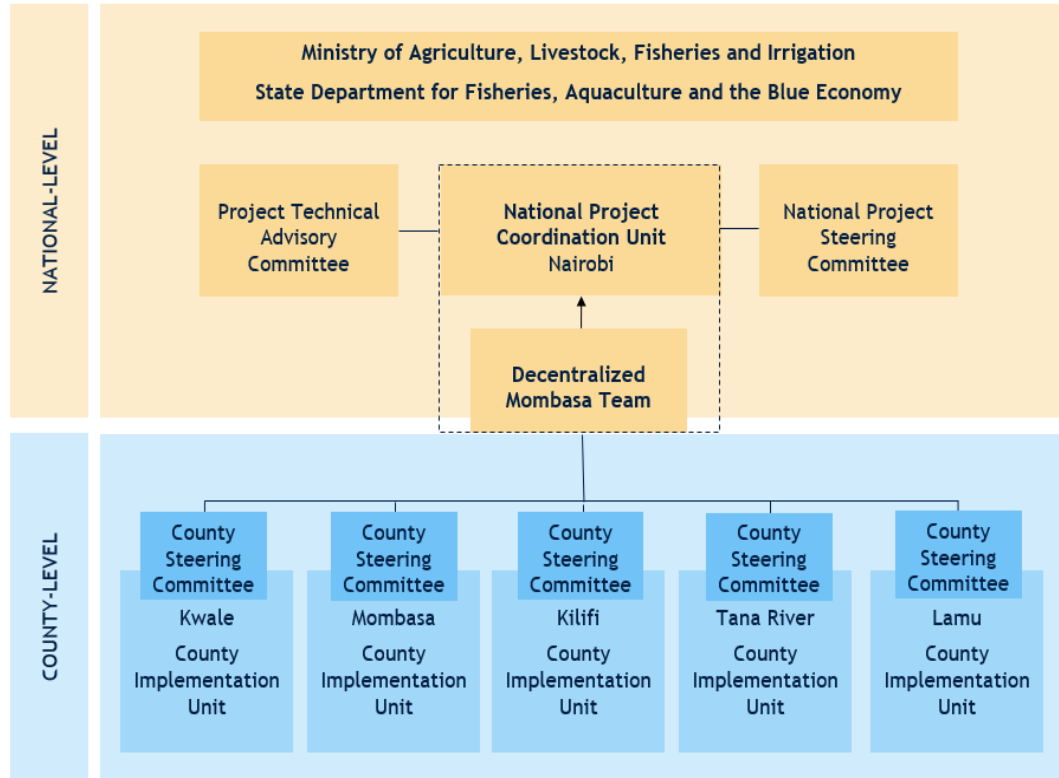 NATIONAL-LEVEL
Ministry of Agriculture, Livestock, Fisheries and Irrigation
State Department for Fisheries, Aquaculture and the Blue Economy
Project Technical
Advisory
Committee
National Project
Coordination Unit
Nairobi
National Project
Steering
Committee
Decentralized
Mombasa Team
COUNTY-LEVEL
County
Steering
Committee
Kwale
County
Implementation
Unit
County
Steering
Committee
Mombasa
County
Implementation
Unit
County
Steering
Committee
Kilifi
County
Implementation
Unit
County
Steering
Committee
Tana River
County
Implementation
Unit
County
Steering
Committee
Lamu
County
Implementation
Unit